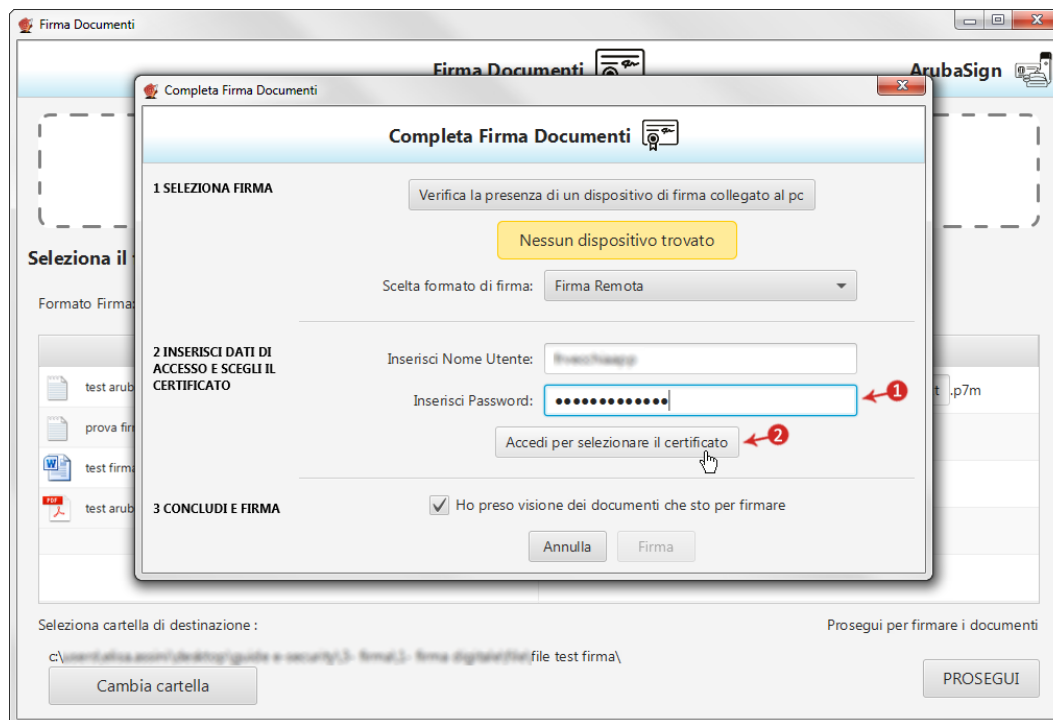 Firma Documenti
Firma Documenti
ArubaSign
Completa Firma Documenti
Completa Firma Documenti
1 SELEZIONA FIRMA
Verifica la presenza di un dispositivo di firma collegato al pc
Nessun dispositivo trovato
Scelta formato di firma: Firma Remota
2 INSERISCI DATI DI
ACCESSO E SCEGLI IL
CERTIFICATO
Inserisci Nome Utente:
Inserisci Password: •••••••••••••
1
Accedi per selezionare il certificato
2
3 CONCLUDI E FIRMA
Ho preso visione dei documenti che sto per firmare
Annulla Firma
Seleziona il
Formato Firma:
test arub
t .p7m
prova fir
test firma
PDF
test arub
Seleziona cartella di destinazione :
Prosegui per firmare i documenti
c:\ file test firma\
Cambia cartella
PROSEGUI